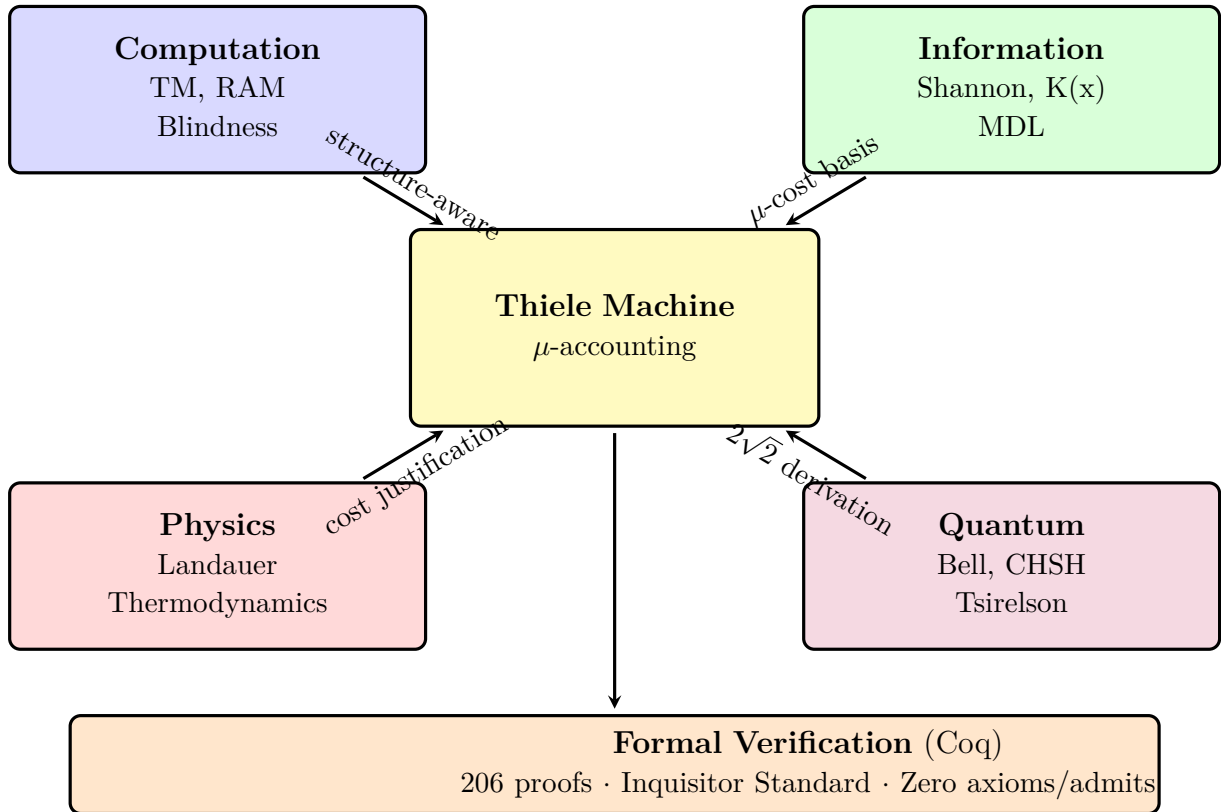 Computation
TM, RAM
Blindness
Information
Shannon, K(x)
MDL
structure-aware
μ-cost basis
Thiele Machine
μ-accounting
cost justification
2√2 derivation
Physics
Landauer
Thermodynamics
Quantum
Bell, CHSH
Tsirelson
Formal Verification (Coq)
206 proofs · Inquisitor Standard · Zero axioms/admits